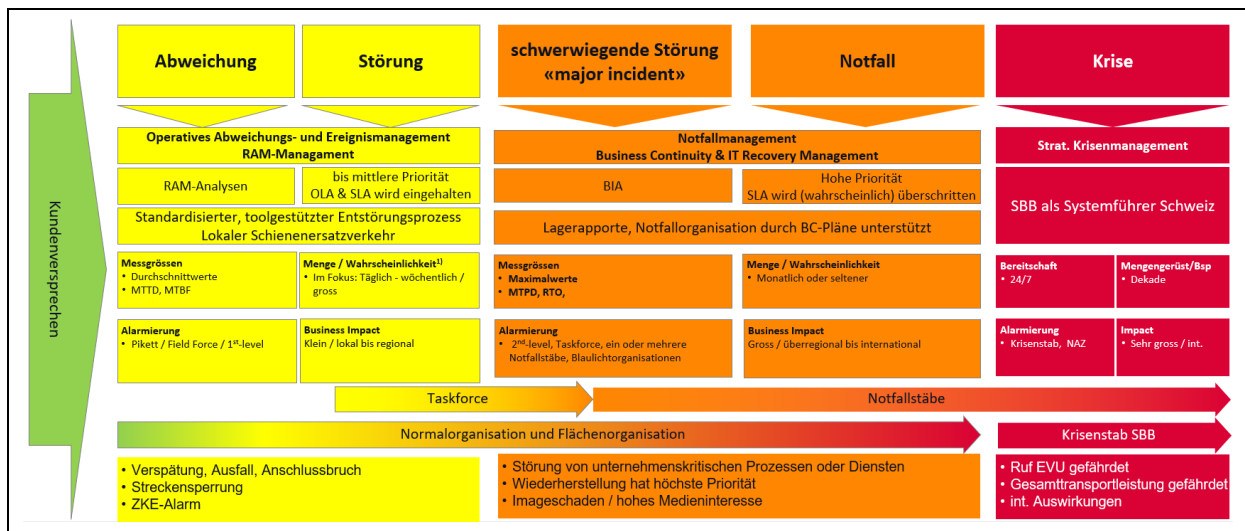 Kundenversprechen
Abweichung
Störung
schwerwiegende Störung
«major incident»
Notfall
Krise
Operatives Abweichungs- und Ereignismanagement
RAM-Managament
Notfallmanagement
Business Continuity & IT Recovery Management
Strat. Krisenmanagement
RAM-Analysen
bis mittlere Priorität
OLA & SLA wird eingehalten
BIA
Hohe Priorität
SLA wird (wahrscheinlich) überschritten
SBB als Systemführer Schweiz
Standardisierter, toolgestützter Entstörungsprozess
Lokaler Schienenersatzverkehr
Lagerapporte, Notfallorganisation durch BC-Pläne unterstützt
Messgrössen
• Durchschnittwerte
• MTTD, MTBF
Menge / Wahrscheinlichkeit¹⁾
• Im Fokus: Täglich - wöchentlich /
gross
Messgrössen
• Maximalwerte
• MTPD, RTO,
Menge / Wahrscheinlichkeit
• Monatlich oder seltener
Bereitschaft
• 24/7
Mengengerüst/Bsp
• Dekade
Alarmierung
• Pikett / Field Force / 1st-level
Business Impact
Klein / lokal bis regional
Alarmierung
• 2nd-level, Taskforce, ein oder mehrere
Notfallstäbe, Blaulichtorganisationen
Business Impact
Gross / überregional bis international
Alarmierung
• Krisenstab, NAZ
Impact
• Sehr gross / int.
Taskforce
Notfallstäbe
Normalorganisation und Flächenorganisation
Krisenstab SBB
• Verspätung, Ausfall, Anschlussbruch
• Streckensperrung
• ZKE-Alarm
• Störung von unternehmenskritischen Prozessen oder Diensten
• Wiederherstellung hat höchste Priorität
• Imageschaden / hohes Medieninteresse
• Ruf EVU gefährdet
• Gesamttransportleistung gefährdet
• int. Auswirkungen